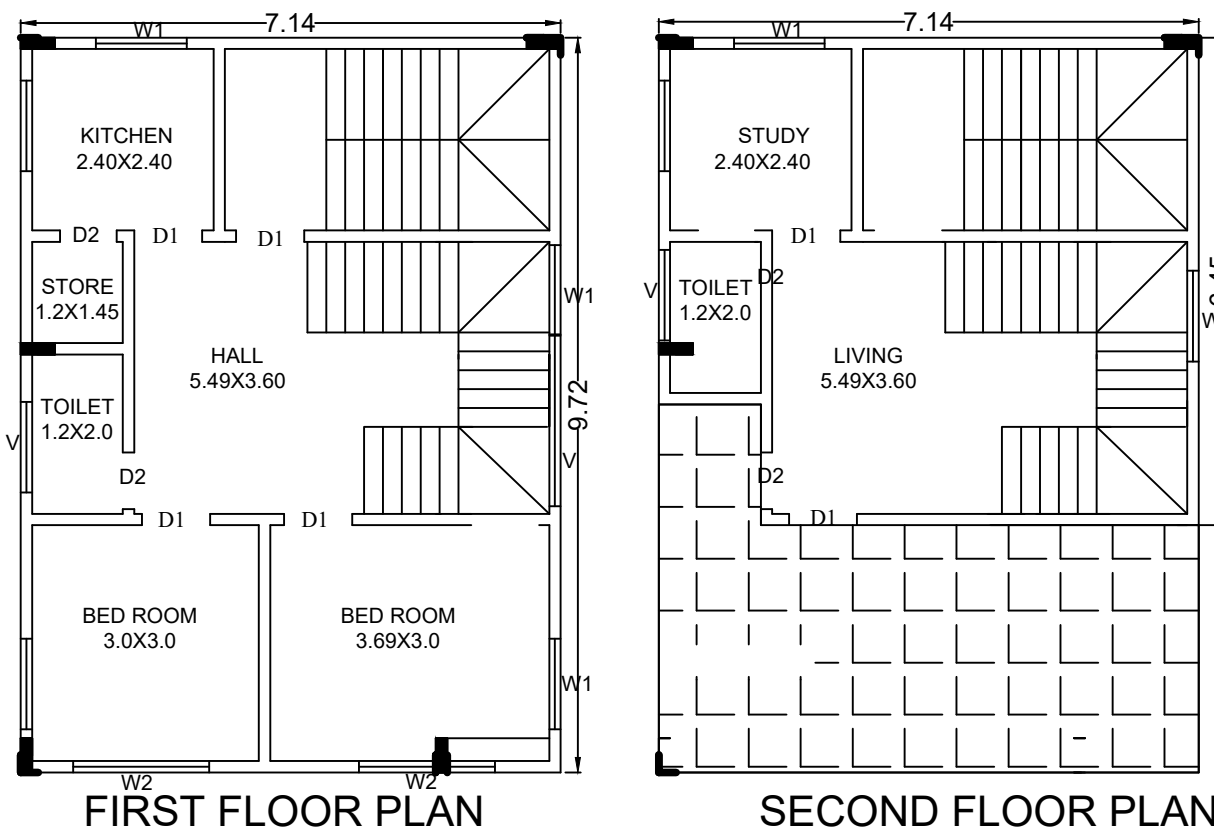 7.14
W1
KITCHEN
2.40X2.40
D2
D1
D1
STORE
1.2X1.45
W1
HALL
5.49X3.60
9.72
TOILET
1.2X2.0
V
V
D2
D1
D1
BED ROOM
3.0X3.0
BED ROOM
3.69X3.0
W1
W2
W2
FIRST FLOOR PLAN
7.14
W1
STUDY
2.40X2.40
D1
D2
V
TOILET
1.2X2.0
LIVING
5.49X3.60
D2
D1
SECOND FLOOR PLAN